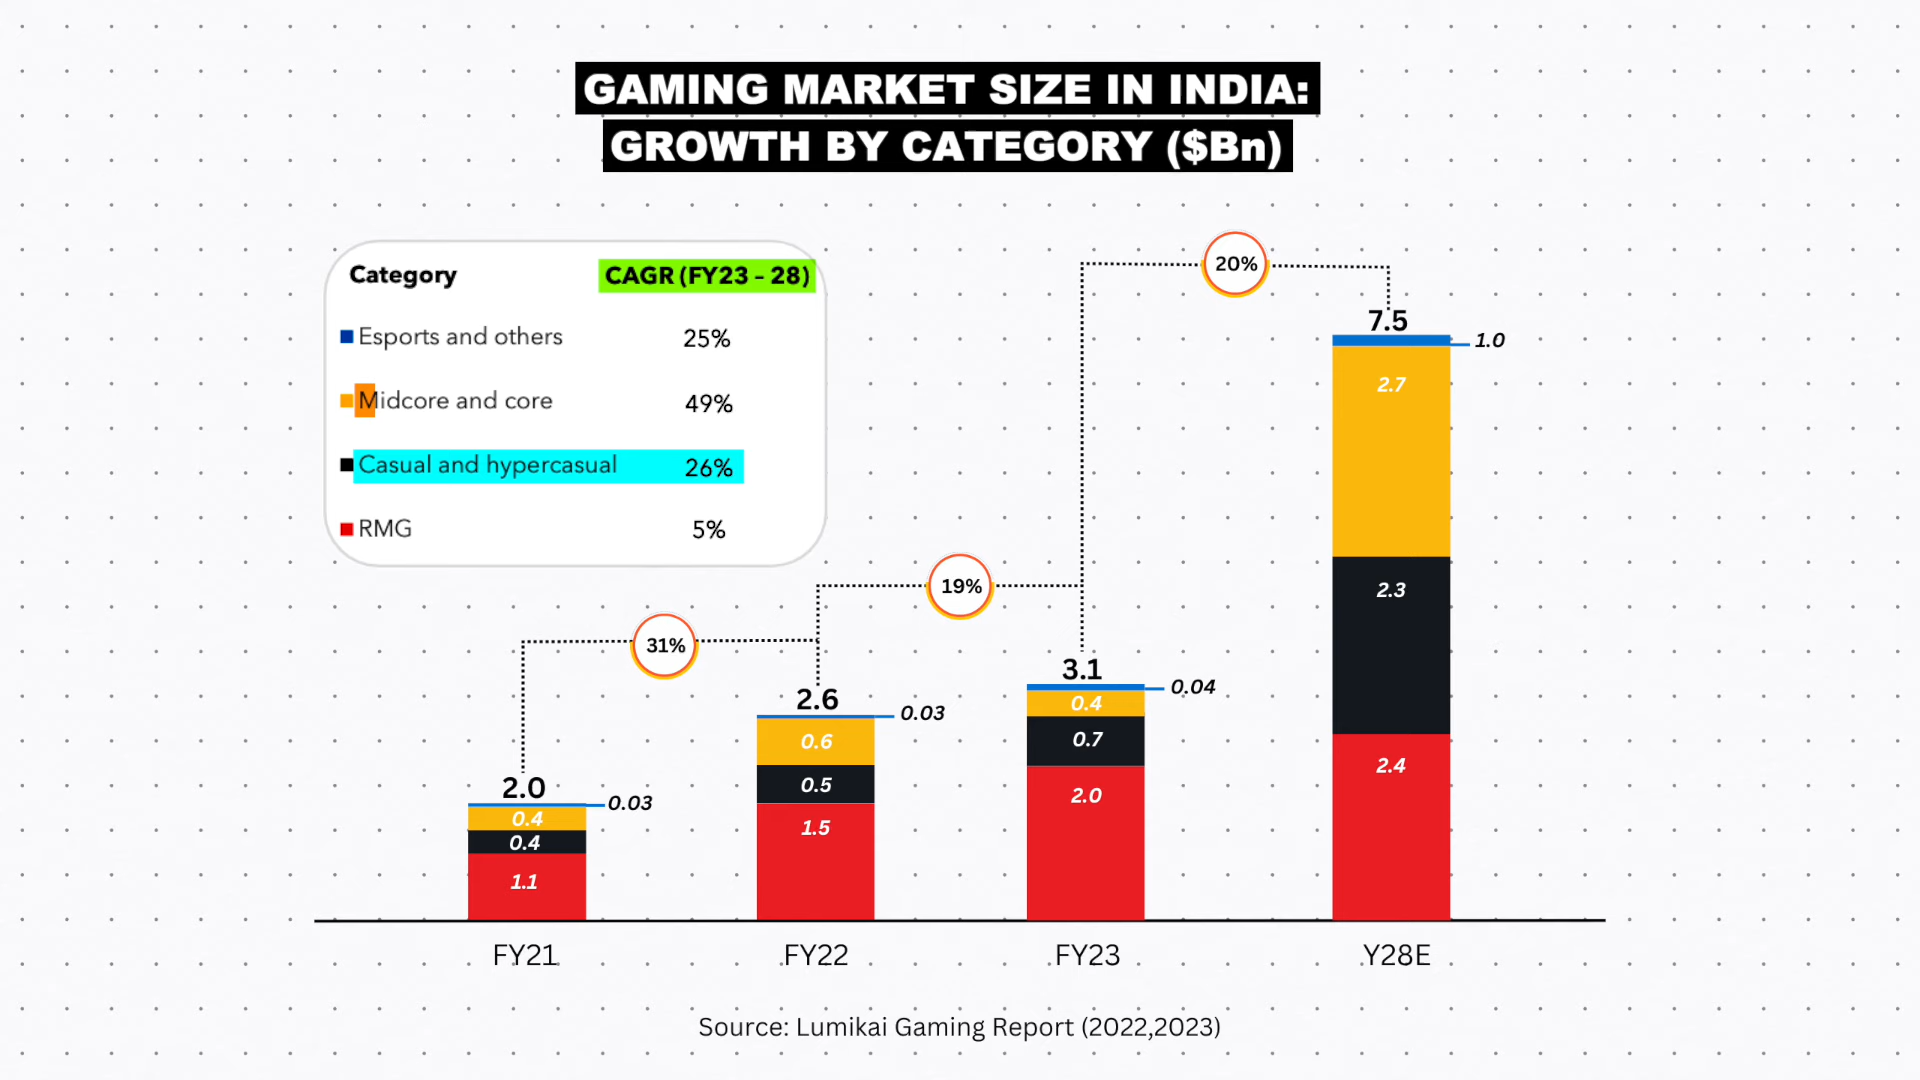 GAMING MARKET SIZE IN INDIA:
GROWTH BY CATEGORY ($Bn)
Category CAGR (FY23 – 28)
Esports and others 25%
Midcore and core 49%
Casual and hypercasual 26%
RMG 5%
20%
7.5
1.0
2.7
2.3
2.4
19%
31%
3.1
0.04
0.4
0.7
2.0
2.6
0.03
0.6
0.5
1.5
2.0
0.03
0.4
0.4
1.1
FY21 FY22 FY23 Y28E
Source: Lumikai Gaming Report (2022,2023)